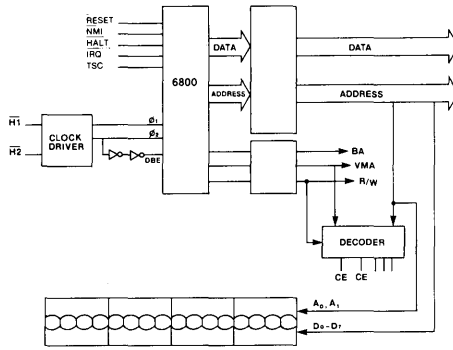 RESET
NMI
HALT
IRQ
TSC
6800
DATA
DATA
ADDRESS
ADDRESS
H1
H2
CLOCK
DRIVER
Ø1
Ø2
DBE
BA
VMA
R/W
DECODER
CE CE
A0, A1
D0-D7